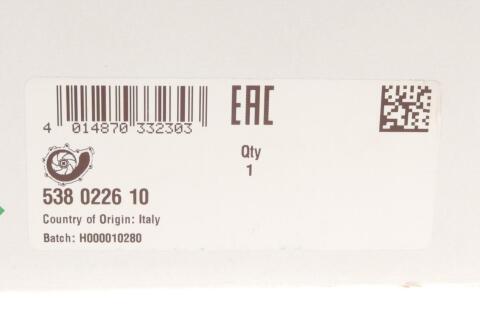 EAC
4 014870 332303
Qty
1
538 0226 10
Country of Origin: Italy
Batch: H000010280